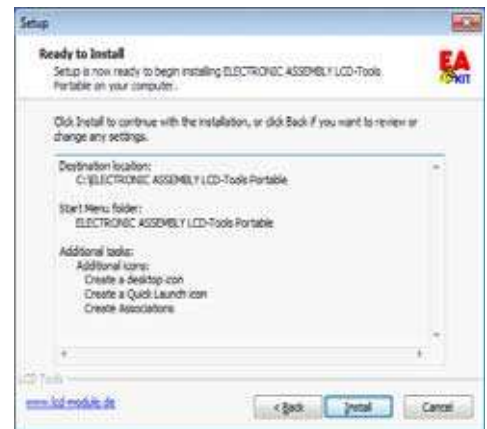 Setup
Ready to Install
Setup is now ready to begin installing ELECTRONIC ASSEMBLY LCD-Tools
Portable on your computer.
EA
KIT
Click Install to continue with the installation, or click Back if you want to review or
change any settings.
Destination location:
C:\ELECTRONIC ASSEMBLY LCD-Tools Portable
Start Menu folder:
ELECTRONIC ASSEMBLY LCD-Tools Portable
Additional tasks:
Additional icons:
Create a desktop icon
Create a Quick Launch icon
Create Associations
LCD Tools
www.lcd-module.de
< Back
Install
Cancel